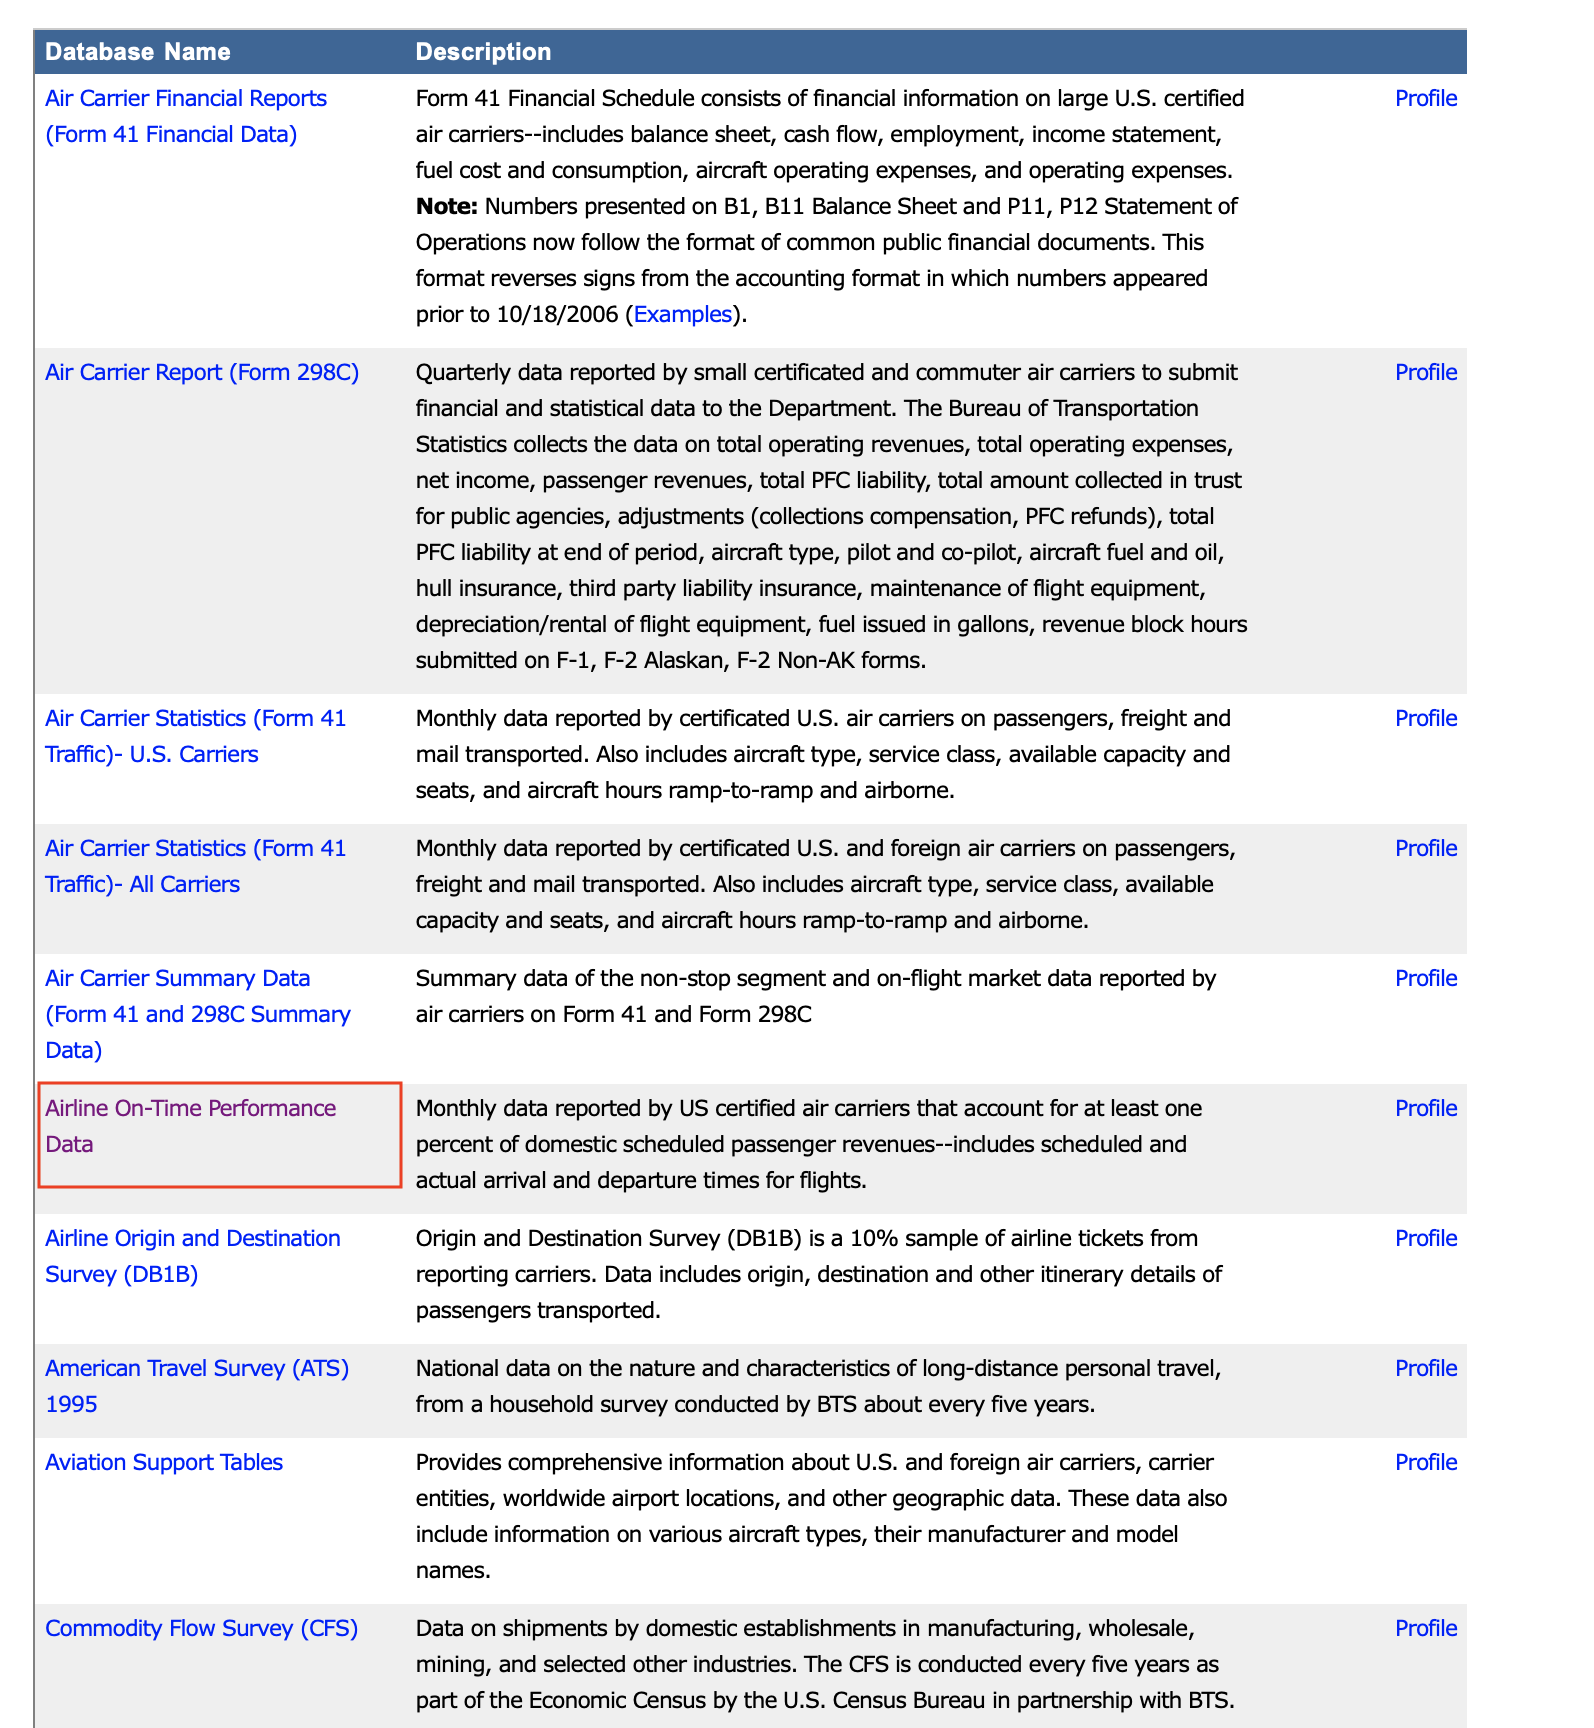 Database Name Description
Air Carrier Financial Reports
(Form 41 Financial Data)
Form 41 Financial Schedule consists of financial information on large U.S. certified
air carriers--includes balance sheet, cash flow, employment, income statement,
fuel cost and consumption, aircraft operating expenses, and operating expenses.
Note: Numbers presented on B1, B11 Balance Sheet and P11, P12 Statement of
Operations now follow the format of common public financial documents. This
format reverses signs from the accounting format in which numbers appeared
prior to 10/18/2006 (Examples).
Profile
Air Carrier Report (Form 298C)
Quarterly data reported by small certificated and commuter air carriers to submit
financial and statistical data to the Department. The Bureau of Transportation
Statistics collects the data on total operating revenues, total operating expenses,
net income, passenger revenues, total PFC liability, total amount collected in trust
for public agencies, adjustments (collections compensation, PFC refunds), total
PFC liability at end of period, aircraft type, pilot and co-pilot, aircraft fuel and oil,
hull insurance, third party liability insurance, maintenance of flight equipment,
depreciation/rental of flight equipment, fuel issued in gallons, revenue block hours
submitted on F-1, F-2 Alaskan, F-2 Non-AK forms.
Profile
Air Carrier Statistics (Form 41
Traffic)- U.S. Carriers
Monthly data reported by certificated U.S. air carriers on passengers, freight and
mail transported. Also includes aircraft type, service class, available capacity and
seats, and aircraft hours ramp-to-ramp and airborne.
Profile
Air Carrier Statistics (Form 41
Traffic)- All Carriers
Monthly data reported by certificated U.S. and foreign air carriers on passengers,
freight and mail transported. Also includes aircraft type, service class, available
capacity and seats, and aircraft hours ramp-to-ramp and airborne.
Profile
Air Carrier Summary Data
(Form 41 and 298C Summary
Data)
Summary data of the non-stop segment and on-flight market data reported by
air carriers on Form 41 and Form 298C
Profile
Airline On-Time Performance
Data
Monthly data reported by US certified air carriers that account for at least one
percent of domestic scheduled passenger revenues--includes scheduled and
actual arrival and departure times for flights.
Profile
Airline Origin and Destination
Survey (DB1B)
Origin and Destination Survey (DB1B) is a 10% sample of airline tickets from
reporting carriers. Data includes origin, destination and other itinerary details of
passengers transported.
Profile
American Travel Survey (ATS)
1995
National data on the nature and characteristics of long-distance personal travel,
from a household survey conducted by BTS about every five years.
Profile
Aviation Support Tables
Provides comprehensive information about U.S. and foreign air carriers, carrier
entities, worldwide airport locations, and other geographic data. These data also
include information on various aircraft types, their manufacturer and model
names.
Profile
Commodity Flow Survey (CFS)
Data on shipments by domestic establishments in manufacturing, wholesale,
mining, and selected other industries. The CFS is conducted every five years as
part of the Economic Census by the U.S. Census Bureau in partnership with BTS.
Profile